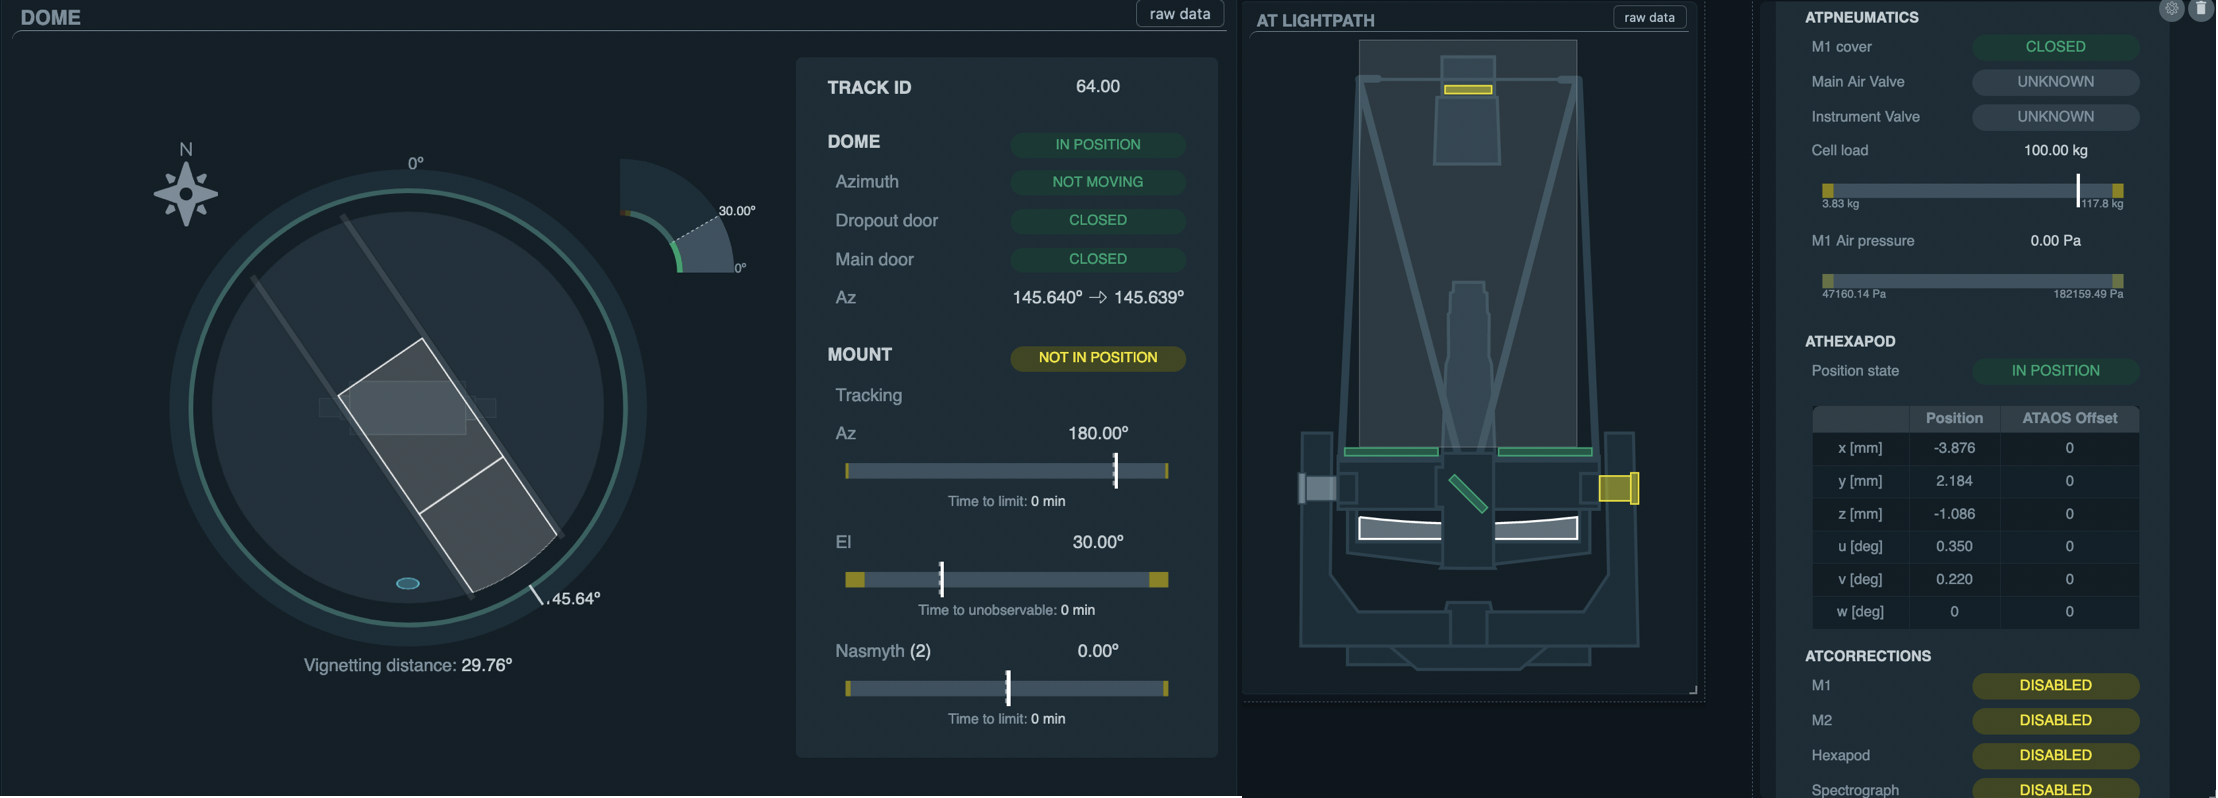 DOME
raw data
N
0°
30.00°
0°
.45.64°
Vignetting distance: 29.76°
TRACK ID 64.00
DOME IN POSITION
Azimuth NOT MOVING
Dropout door CLOSED
Main door CLOSED
Az 145.640° → 145.639°
MOUNT NOT IN POSITION
Tracking
Az 180.00°
Time to limit: 0 min
El 30.00°
Time to unobservable: 0 min
Nasmyth (2) 0.00°
Time to limit: 0 min
AT LIGHTPATH
raw data
ATPNEUMATICS
M1 cover CLOSED
Main Air Valve UNKNOWN
Instrument Valve UNKNOWN
Cell load 100.00 kg
3.83 kg 117.8 kg
M1 Air pressure 0.00 Pa
47160.14 Pa 182159.49 Pa
ATHEXAPOD
Position state IN POSITION
Position ATAOS Offset
x [mm] -3.876 0
y [mm] 2.184 0
z [mm] -1.086 0
u [deg] 0.350 0
v [deg] 0.220 0
w [deg] 0 0
ATCORRECTIONS
M1 DISABLED
M2 DISABLED
Hexapod DISABLED
Spectrograph DISABLED